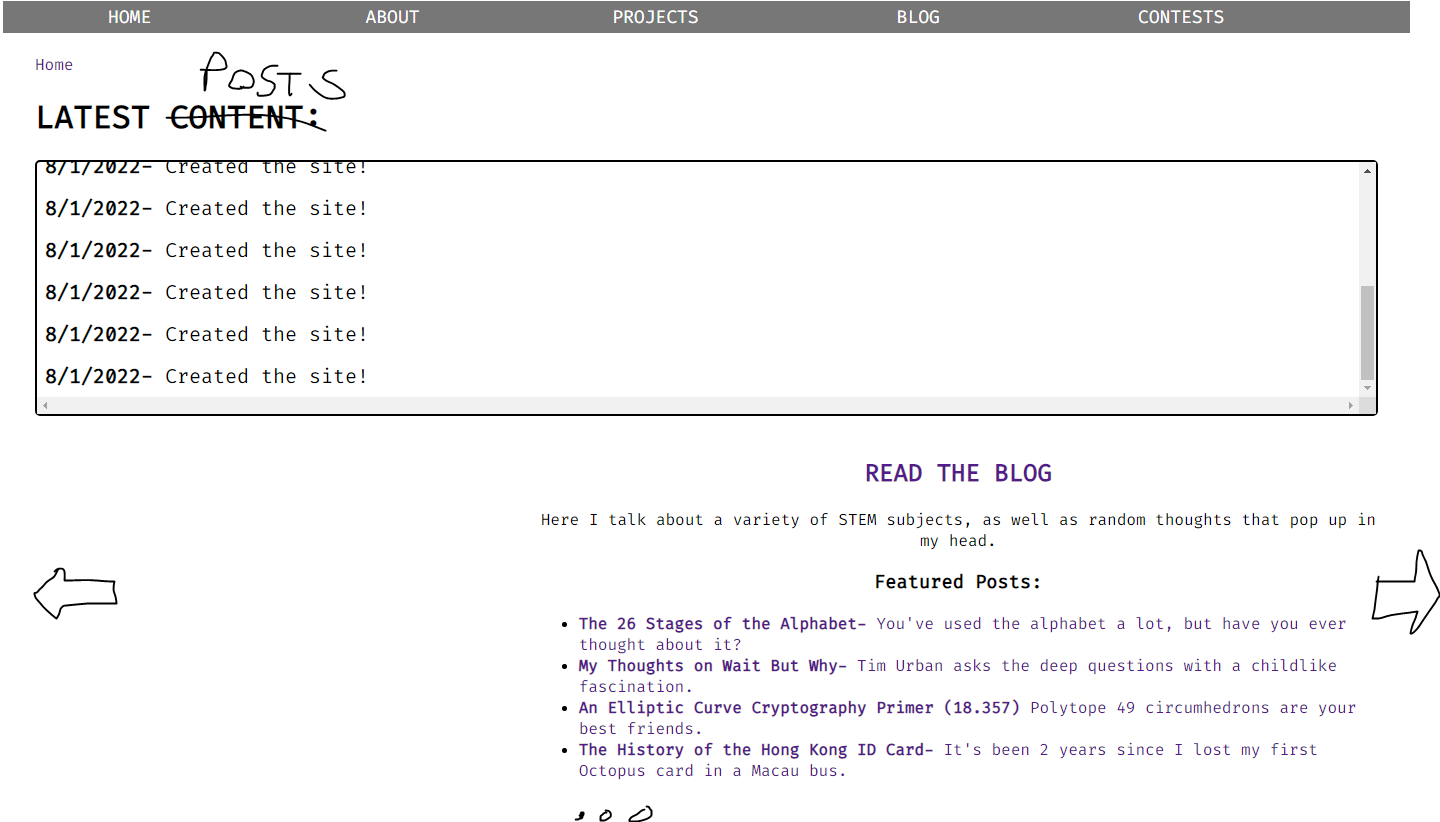 HOME ABOUT PROJECTS BLOG CONTESTS
Home
POSTS
LATEST CONTENT:
8/1/2022- Created the site!
8/1/2022- Created the site!
8/1/2022- Created the site!
8/1/2022- Created the site!
8/1/2022- Created the site!
8/1/2022- Created the site!
READ THE BLOG
Here I talk about a variety of STEM subjects, as well as random thoughts that pop up in
my head.
Featured Posts:
The 26 Stages of the Alphabet- You've used the alphabet a lot, but have you ever
thought about it?
My Thoughts on Wait But Why- Tim Urban asks the deep questions with a childlike
fascination.
An Elliptic Curve Cryptography Primer (18.357) Polytope 49 circumhedrons are your
best friends.
The History of the Hong Kong ID Card- It's been 2 years since I lost my first
Octopus card in a Macau bus.